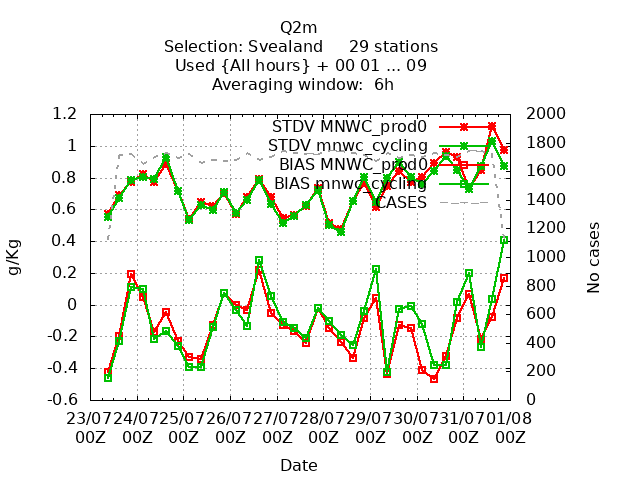 Q2m
Selection: Svealand 29 stations
Used {All hours} + 00 01 ... 09
Averaging window: 6h
1.2
1
0.8
0.6
0.4
0.2
0
-0.2
-0.4
-0.6
g/Kg
2000
1800
1600
1400
1200
1000
800
600
400
200
0
No cases
STDV MNWC_prod0
STDV mnwc_cycling
BIAS MNWC_prod0
BIAS mnwc_cycling
CASES
23/07 24/07 25/07 26/07 27/07 28/07 29/07 30/07 31/07 01/08
00Z 00Z 00Z 00Z 00Z 00Z 00Z 00Z 00Z 00Z
Date